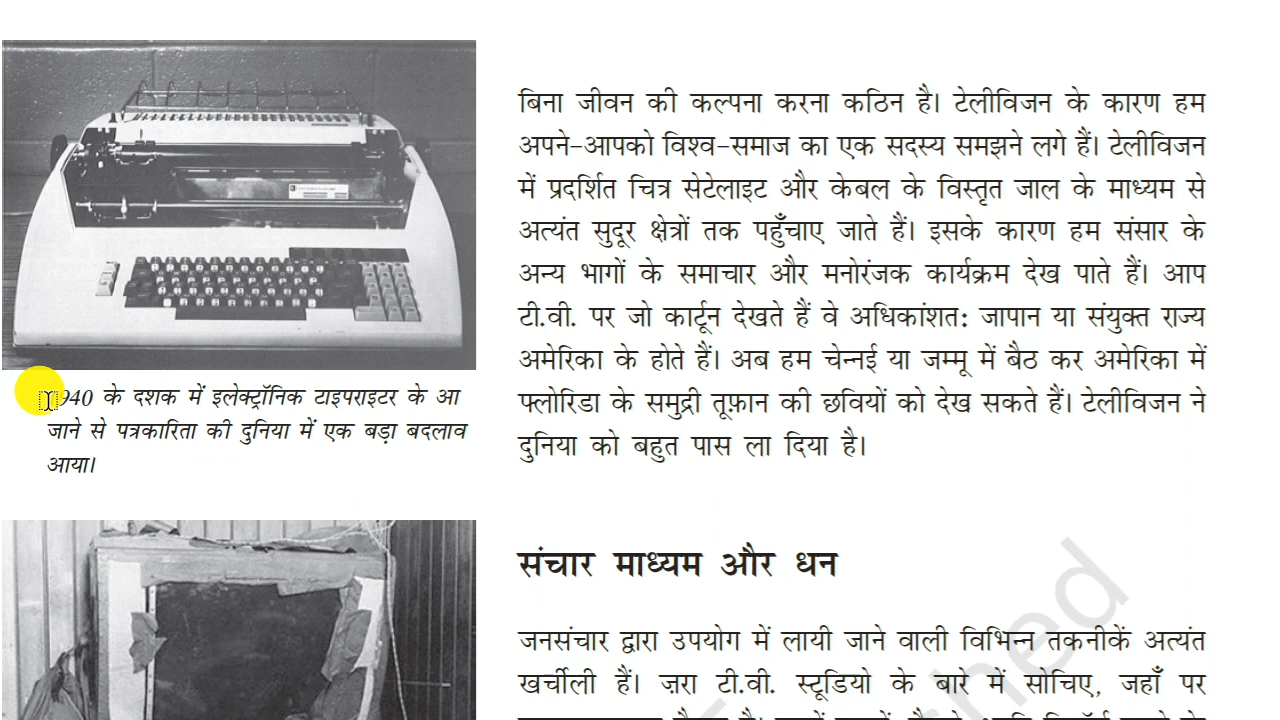 1940 के दशक में इलेक्ट्रॉनिक टाइपराइटर के आ
जाने से पत्रकारिता की दुनिया में एक बड़ा बदलाव
आया।
बिना जीवन की कल्पना करना कठिन है। टेलीविजन के कारण हम
अपने-आपको विश्व-समाज का एक सदस्य समझने लगे हैं। टेलीविजन
में प्रदर्शित चित्र सेटेलाइट और केबल के विस्तृत जाल के माध्यम से
अत्यंत सुदूर क्षेत्रों तक पहुँचाए जाते हैं। इसके कारण हम संसार के
अन्य भागों के समाचार और मनोरंजक कार्यक्रम देख पाते हैं। आप
टी.वी. पर जो कार्टून देखते हैं वे अधिकांशत: जापान या संयुक्त राज्य
अमेरिका के होते हैं। अब हम चेन्नई या जम्मू में बैठ कर अमेरिका में
फ्लोरिडा के समुद्री तूफ़ान की छवियों को देख सकते हैं। टेलीविजन ने
दुनिया को बहुत पास ला दिया है।
संचार माध्यम और धन
जनसंचार द्वारा उपयोग में लायी जाने वाली विभिन्न तकनीकें अत्यंत
खर्चीली हैं। ज़रा टी.वी. स्टूडियो के बारे में सोचिए, जहाँ पर